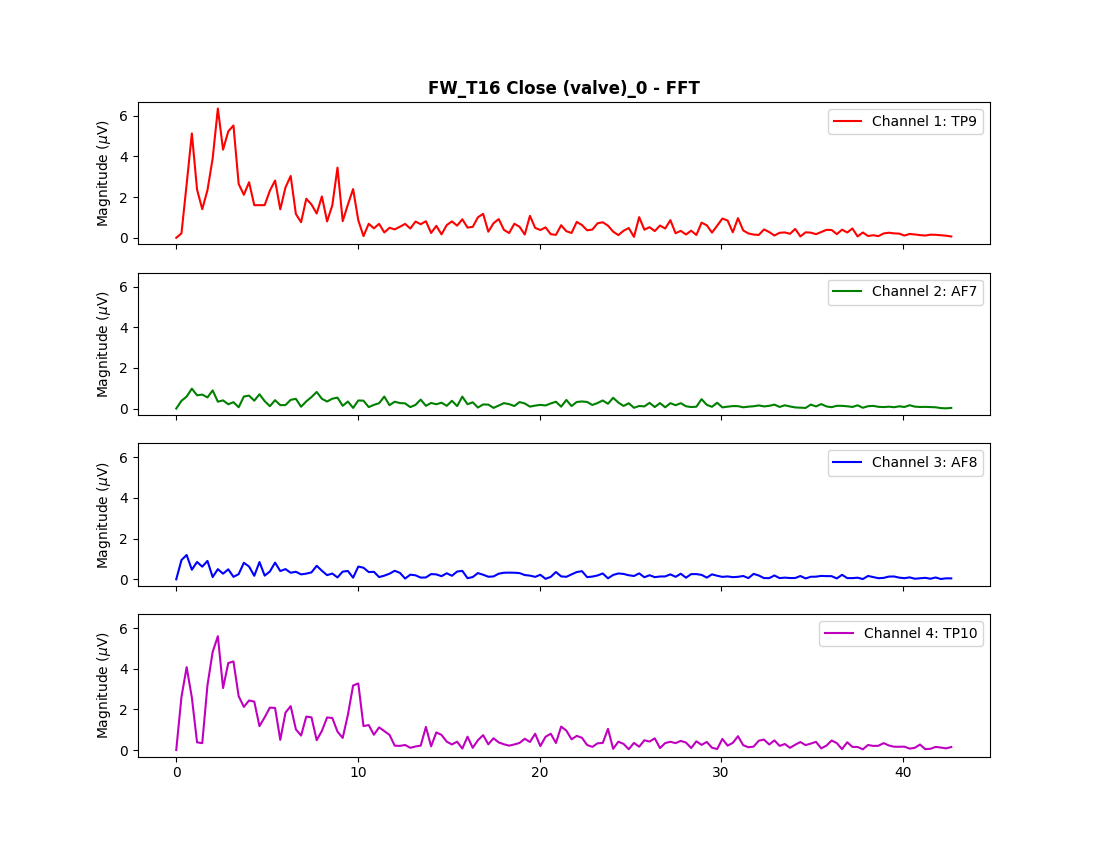 FW_T16 Close (valve)_0 - FFT
Magnitude (μV)
6
4
2
0
Channel 1: TP9
Magnitude (μV)
6
4
2
0
Channel 2: AF7
Magnitude (μV)
6
4
2
0
Channel 3: AF8
Magnitude (μV)
6
4
2
0
Channel 4: TP10
0 10 20 30 40